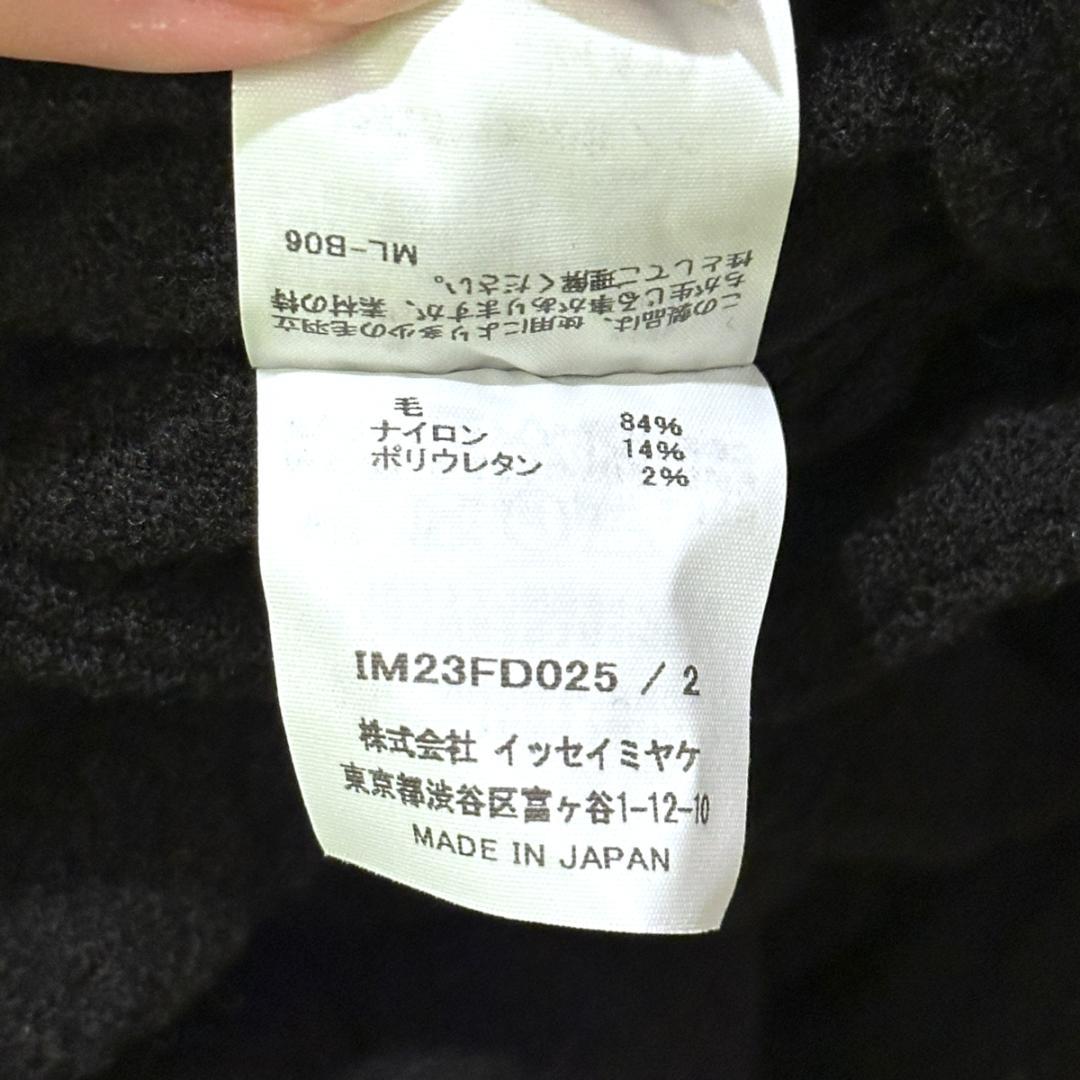 この製品は、使用により多少の毛羽立
ちが生じる事があります が、素材の特
性としてご理解ください。
ML-B06
毛 84%
ナイロン 14%
ポリウレタン 2%
IM23FD025 / 2
株式会社 イッセイミヤケ
東京都渋谷区富ヶ谷1-12-10
MADE IN JAPAN